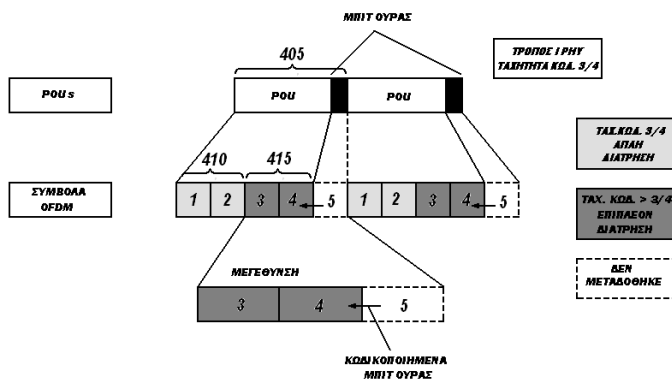 ΜΠΙΤ ΟΥΡΑΣ
405
ΤΡΟΠΟΣ Ι ΡΗΥ
ΤΑΧΗΤΗΤΑ ΚΩΔ. 3/4
POUs
POU
POU
ΤΑΣ.ΚΩΔ. 3/4
ΑΠΛΗ
ΔΙΑΤΡΗΣΗ
410
415
ΣΥΜΒΟΛΑ
OFDM
1
2
3
4
5
1
2
3
4
5
ΤΑΧ. ΚΩΔ. > 3/4
ΕΠΙΠΛΕΟΝ
ΔΙΑΤΡΗΣΗ
ΜΕΓΕΘΥΝΣΗ
ΔΕΝ
ΜΕΤΑΔΟΘΗΚΕ
3
4
5
ΚΩΔΙΚΟΠΟΙΗΜΕΝΑ
ΜΠΙΤ ΟΥΡΑΣ